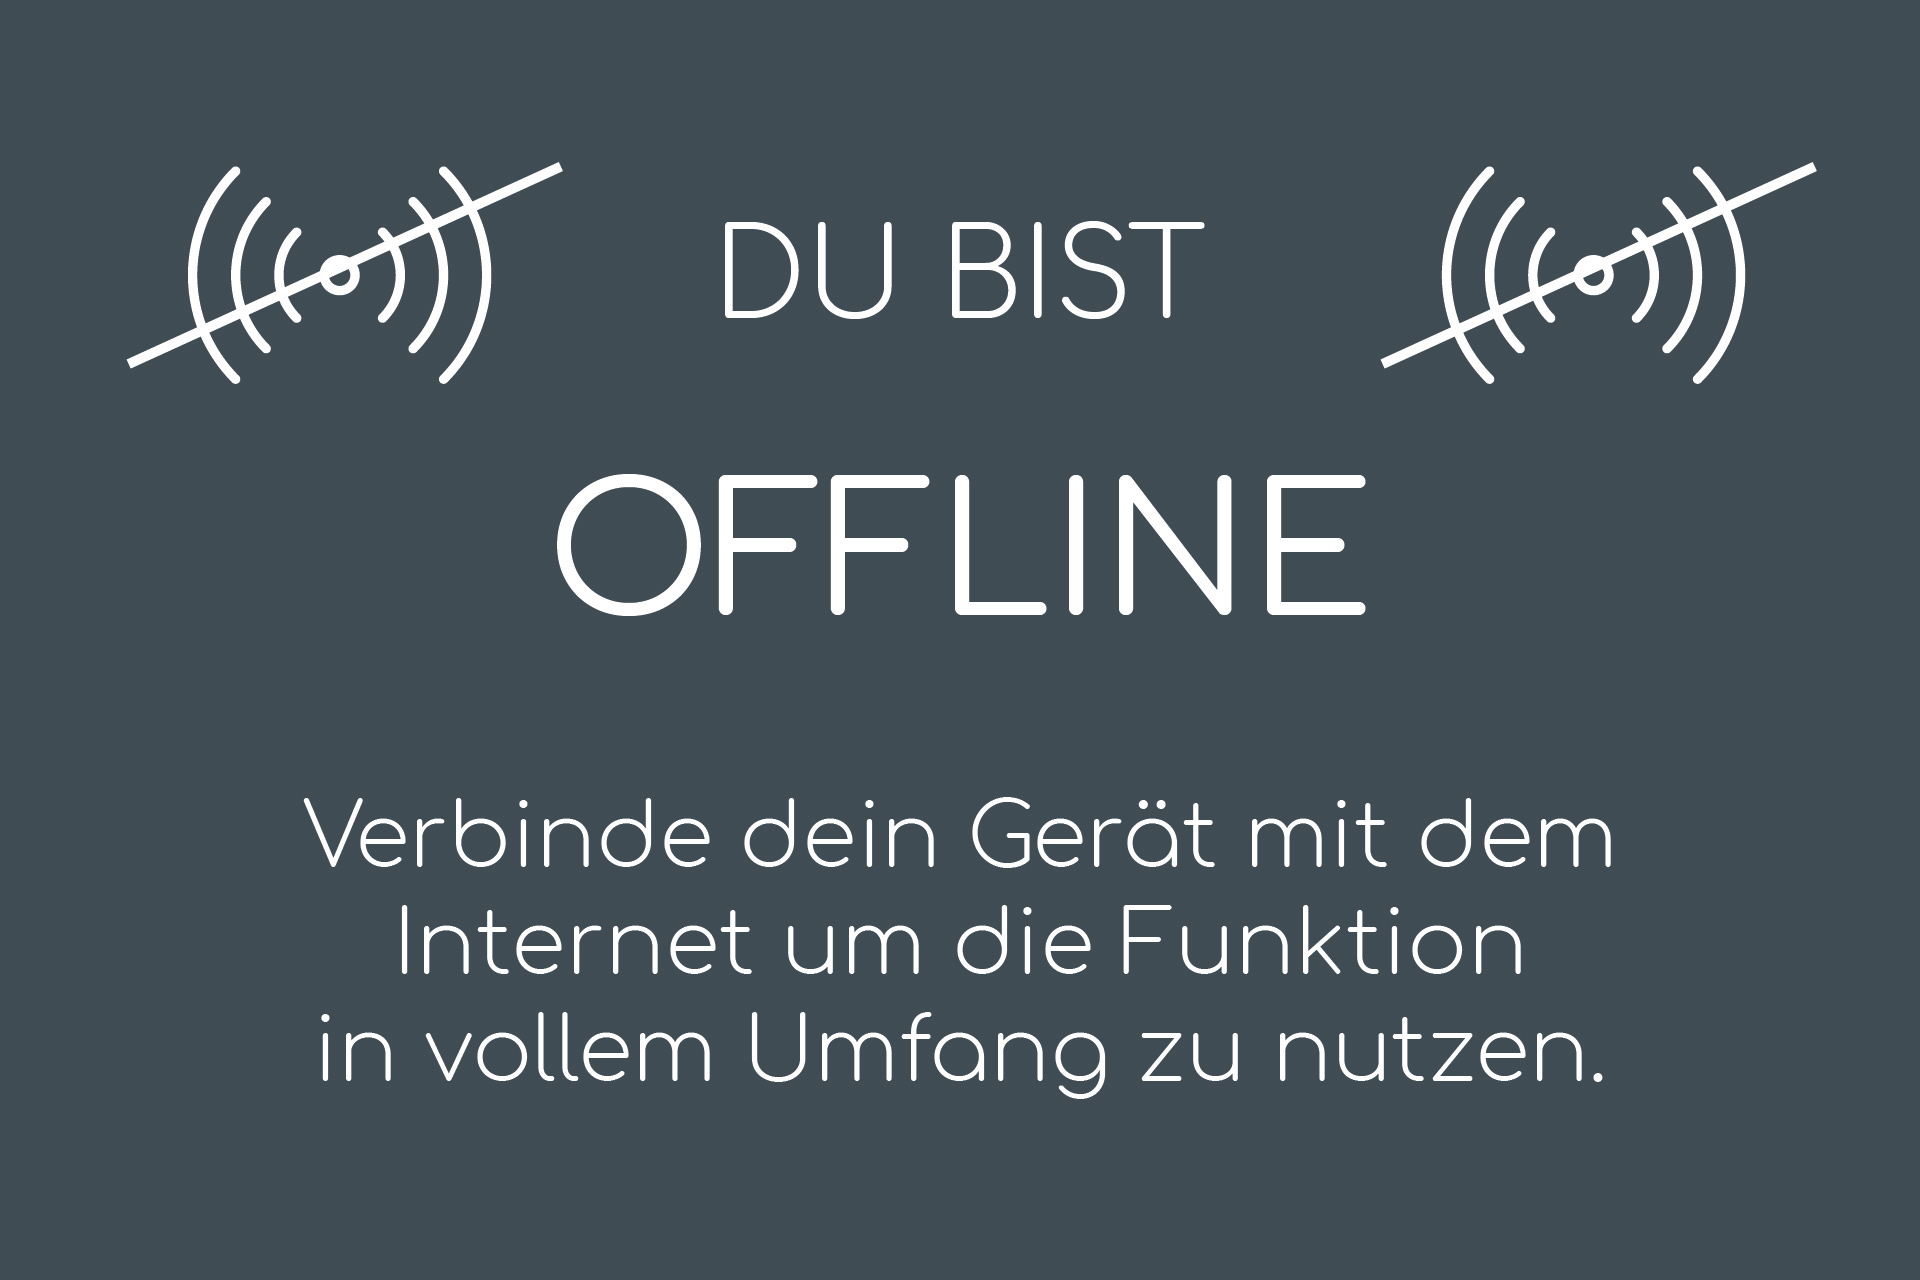 DU BIST
OFFLINE
Verbinde dein Gerät mit dem
Internet um die Funktion
in vollem Umfang zu nutzen.